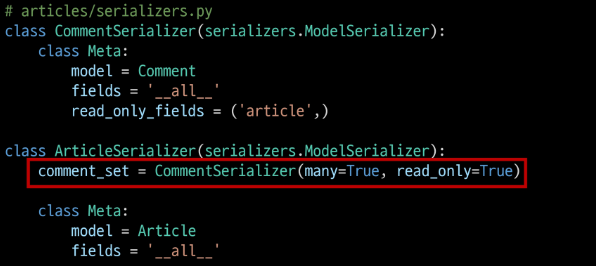 # articles/serializers.py
class CommentSerializer(serializers.ModelSerializer):
    class Meta:
        model = Comment
        fields = '__all__'
        read_only_fields = ('article',)
class ArticleSerializer(serializers.ModelSerializer):
    comment_set = CommentSerializer(many=True, read_only=True)
    class Meta:
        model = Article
        fields = '__all__'